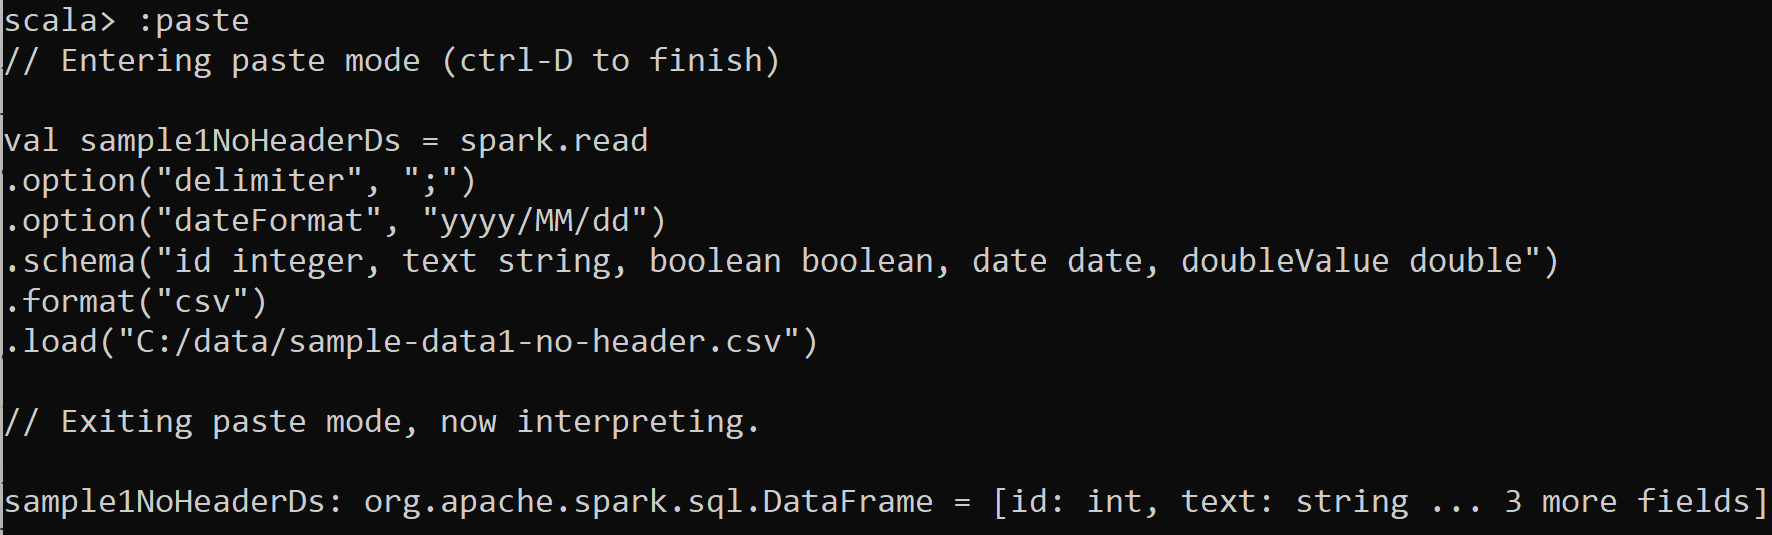 scala> :paste
// Entering paste mode (ctrl-D to finish)
val sample1NoHeaderDs = spark.read
.option("delimiter", ";")
.option("dateFormat", "yyyy/MM/dd")
.schema("id integer, text string, boolean boolean, date date, doubleValue double")
.format("csv")
.load("C:/data/sample-data1-no-header.csv")
// Exiting paste mode, now interpreting.
sample1NoHeaderDs: org.apache.spark.sql.DataFrame = [id: int, text: string ... 3 more fields]